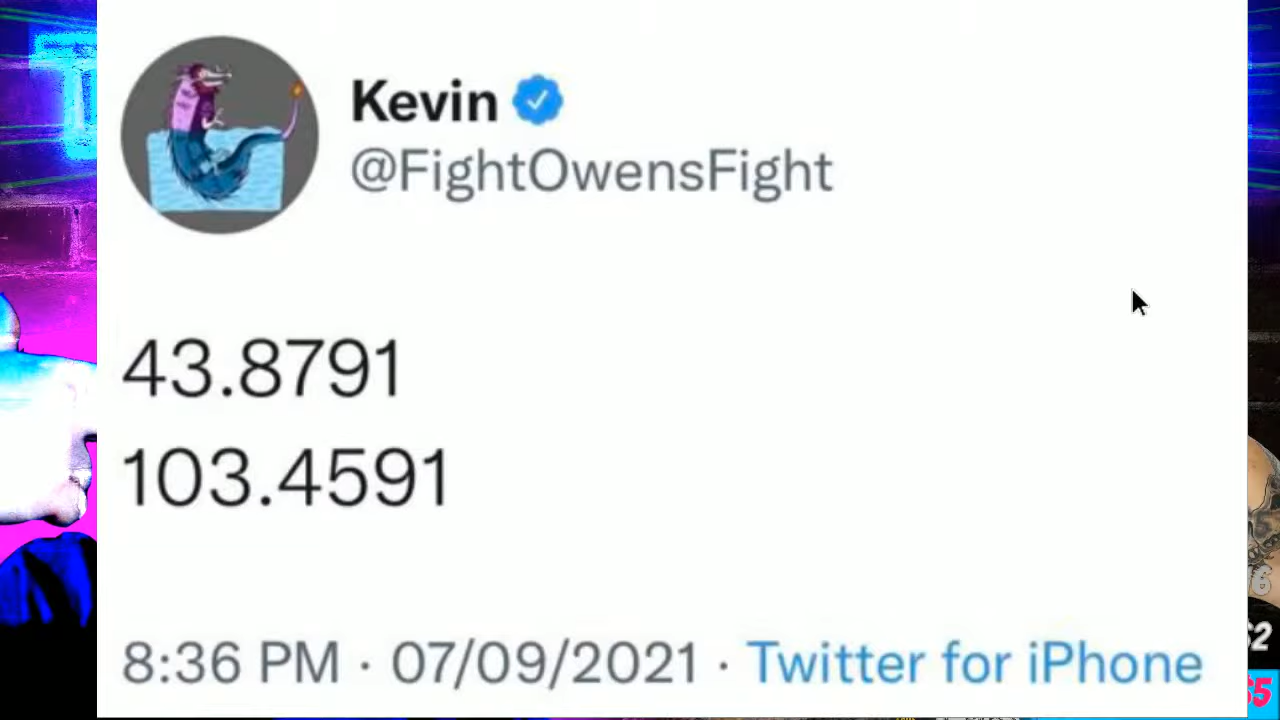 Kevin
@FightOwensFight
43.8791
103.4591
8:36 PM · 07/09/2021 · Twitter for iPhone